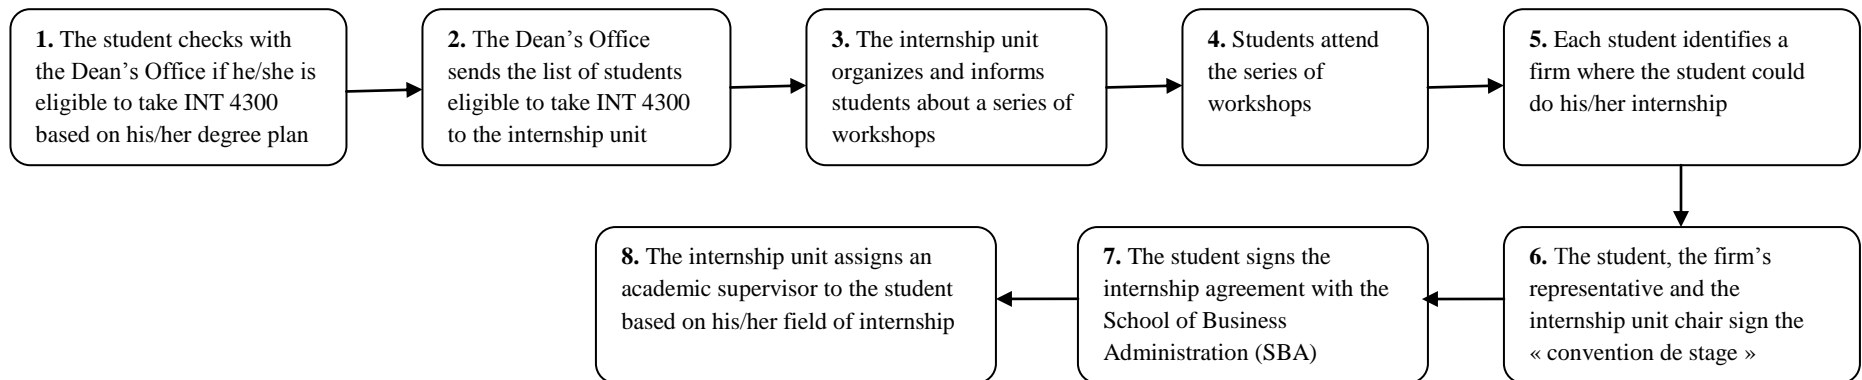 1. The student checks with
the Dean’s Office if he/she is
eligible to take INT 4300
based on his/her degree plan
2. The Dean’s Office
sends the list of students
eligible to take INT 4300
to the internship unit
3. The internship unit
organizes and informs
students about a series of
workshops
4. Students attend
the series of
workshops
5. Each student identifies a
firm where the student could
do his/her internship
6. The student, the firm’s
representative and the
internship unit chair sign the
« convention de stage »
7. The student signs the
internship agreement with the
School of Business
Administration (SBA)
8. The internship unit assigns an
academic supervisor to the student
based on his/her field of internship